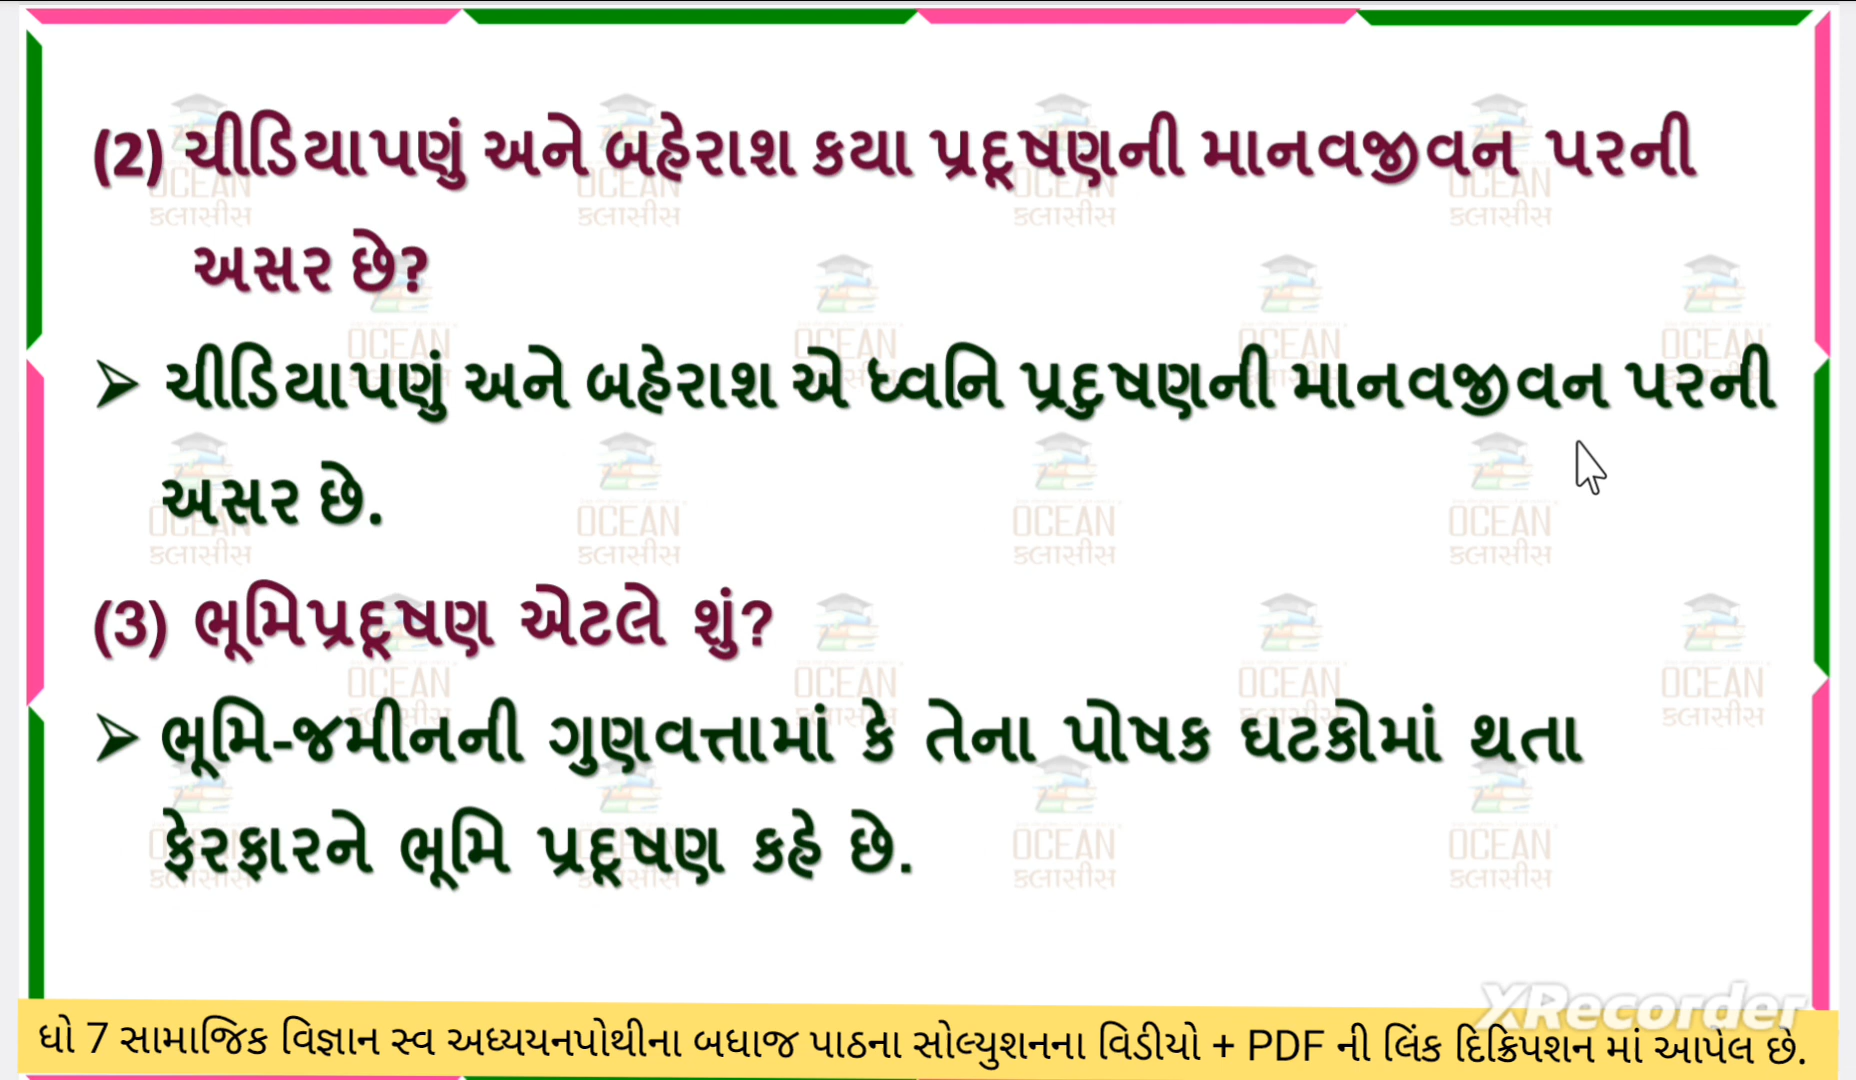 (2) ચીડિયાપણું અને બહેરાશ કયા પ્રદૂષણની માનવજીવન પરની
અસર છે?
➢ ચીડિયાપણું અને બહેરાશ એ ધ્વનિ પ્રદુષણની માનવજીવન પરની
અસર છે.
(3) ભૂમિપ્રદૂષણ એટલે શું?
➢ ભૂમિ-જમીનની ગુણવત્તામાં કે તેના પોષક ઘટકોમાં થતા
ફેરફારને ભૂમિ પ્રદૂષણ કહે છે.
XRecorder
ધો 7 સામાજિક વિજ્ઞાન સ્વ અધ્યયનપોથીના બધાજ પાઠના સોલ્યુશનના વિડીયો + PDF ની લિંક દિક્રિપશન માં આપેલ છે.
OCEAN
ક્લાસીસ